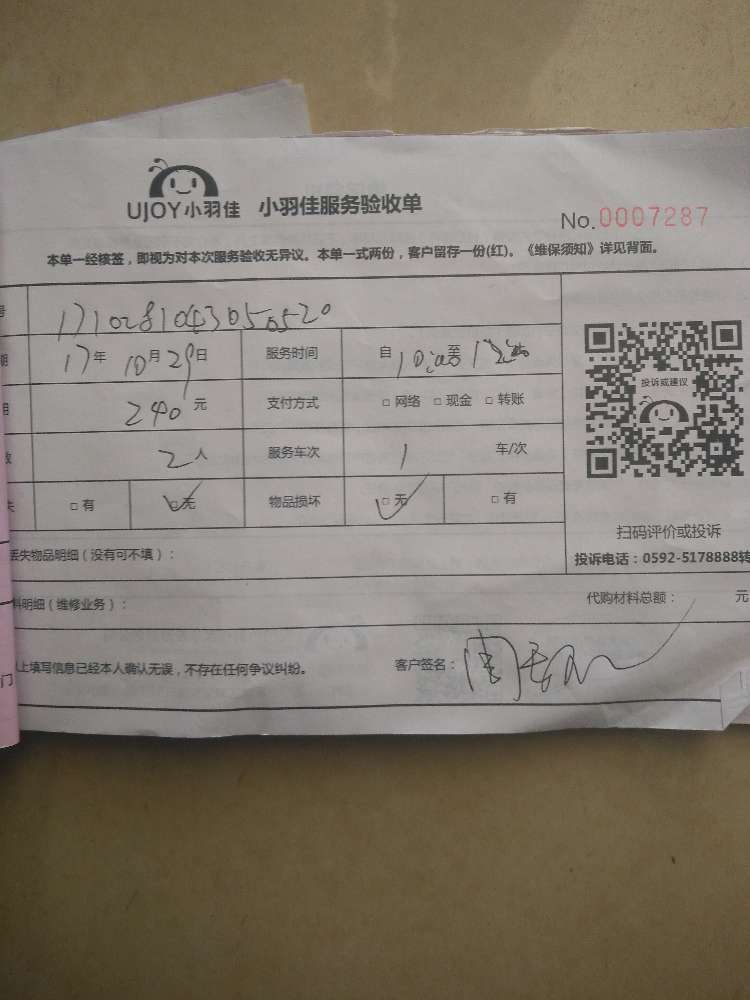 UJOY小羽佳 小羽佳服务验收单
No.0007287
本单一经核签，即视为对本次服务验收无异议。本单一式两份，客户留存一份(红)。《维保须知》详见背面。
号 1710281043050520
期 17年 10月29日 服务时间 自 10:00 至
用 240 元 支付方式 □ 网络 □ 现金 □ 转账
数 2 人 服务车次 1 车/次
失 □ 有 □ 无 物品损坏 □ 无 □ 有
投诉或建议
扫码评价或投诉
投诉电话：0592-5178888转
丢失物品明细（没有可不填）：
料明细（维修业务）： 代购材料总额： 元
以上填写信息已经本人确认无误，不存在任何争议纠纷。 客户签名：
门